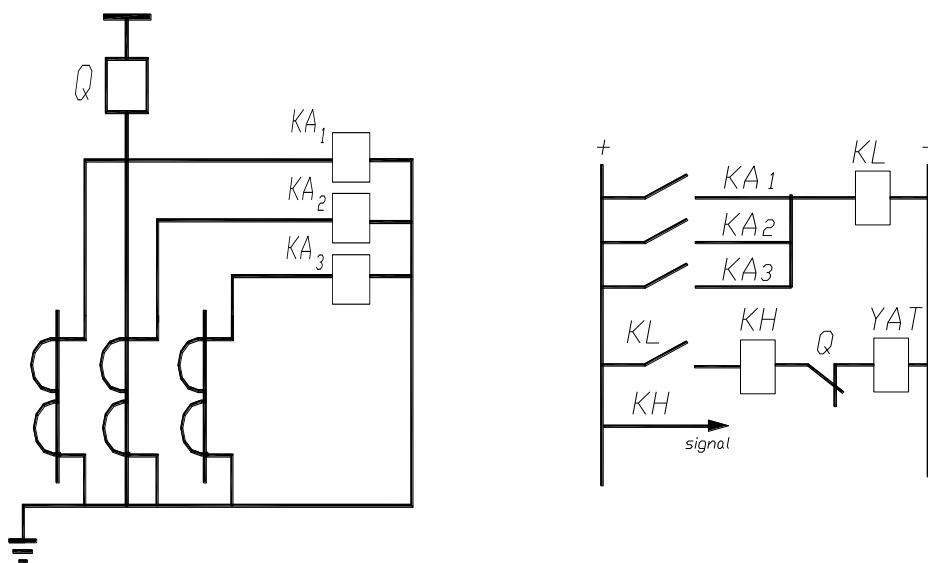 Q
KA1
KA2
KA3
+ -
KL
KA1
KA2
KA3
KL KH Q YAT
KH
signal